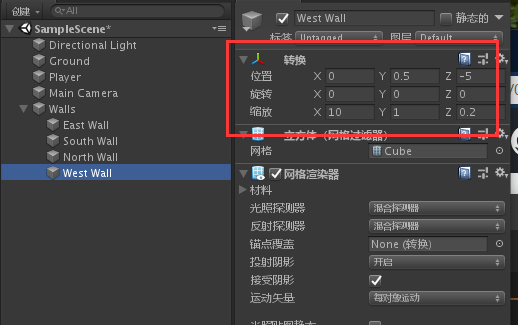 创建
All
SampleScene*
Directional Light
Ground
Player
Main Camera
Walls
East Wall
South Wall
North Wall
West Wall
West Wall
静态的
标签 Untagged 图层 Default
转换
位置 X 0 Y 0.5 Z -5
旋转 X 0 Y 0 Z 0
缩放 X 10 Y 1 Z 0.2
立方体 (网格过滤器)
网格 Cube
网格渲染器
材料
光照探测器 混合探测器
反射探测器 混合探测器
锚点覆盖 None (转换)
投射阴影 开启
接受阴影
运动矢量 每对象运动